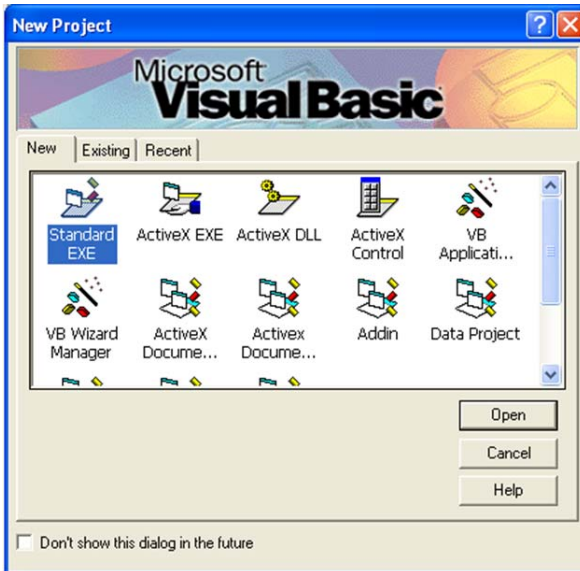 New Project
Microsoft
Visual Basic
New Existing Recent
Standard EXE
ActiveX EXE
ActiveX DLL
ActiveX Control
VB Applicati...
VB Wizard Manager
ActiveX Docume...
Activex Docume...
Addin
Data Project
Open
Cancel
Help
Don't show this dialog in the future